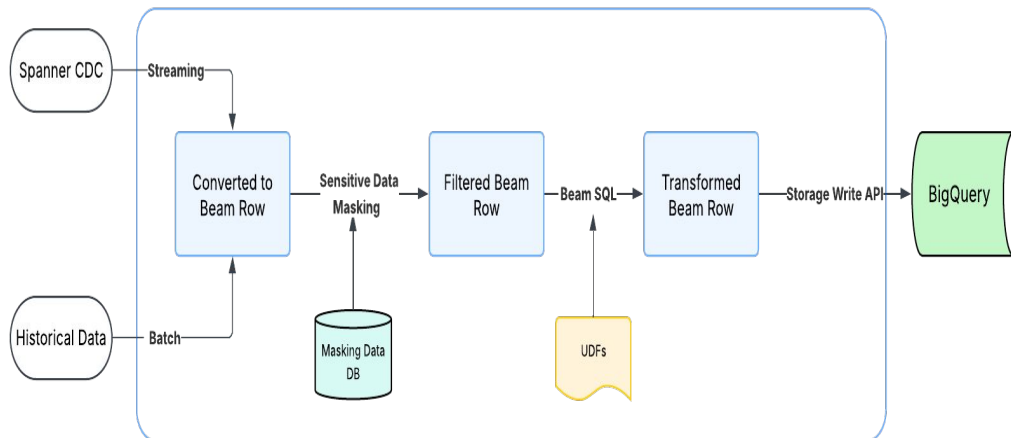 Spanner CDC
Streaming
Converted to
Beam Row
Sensitive Data
Masking
Filtered Beam
Row
Beam SQL
Transformed
Beam Row
Storage Write API
BigQuery
Historical Data
Batch
Masking Data
DB
UDFs